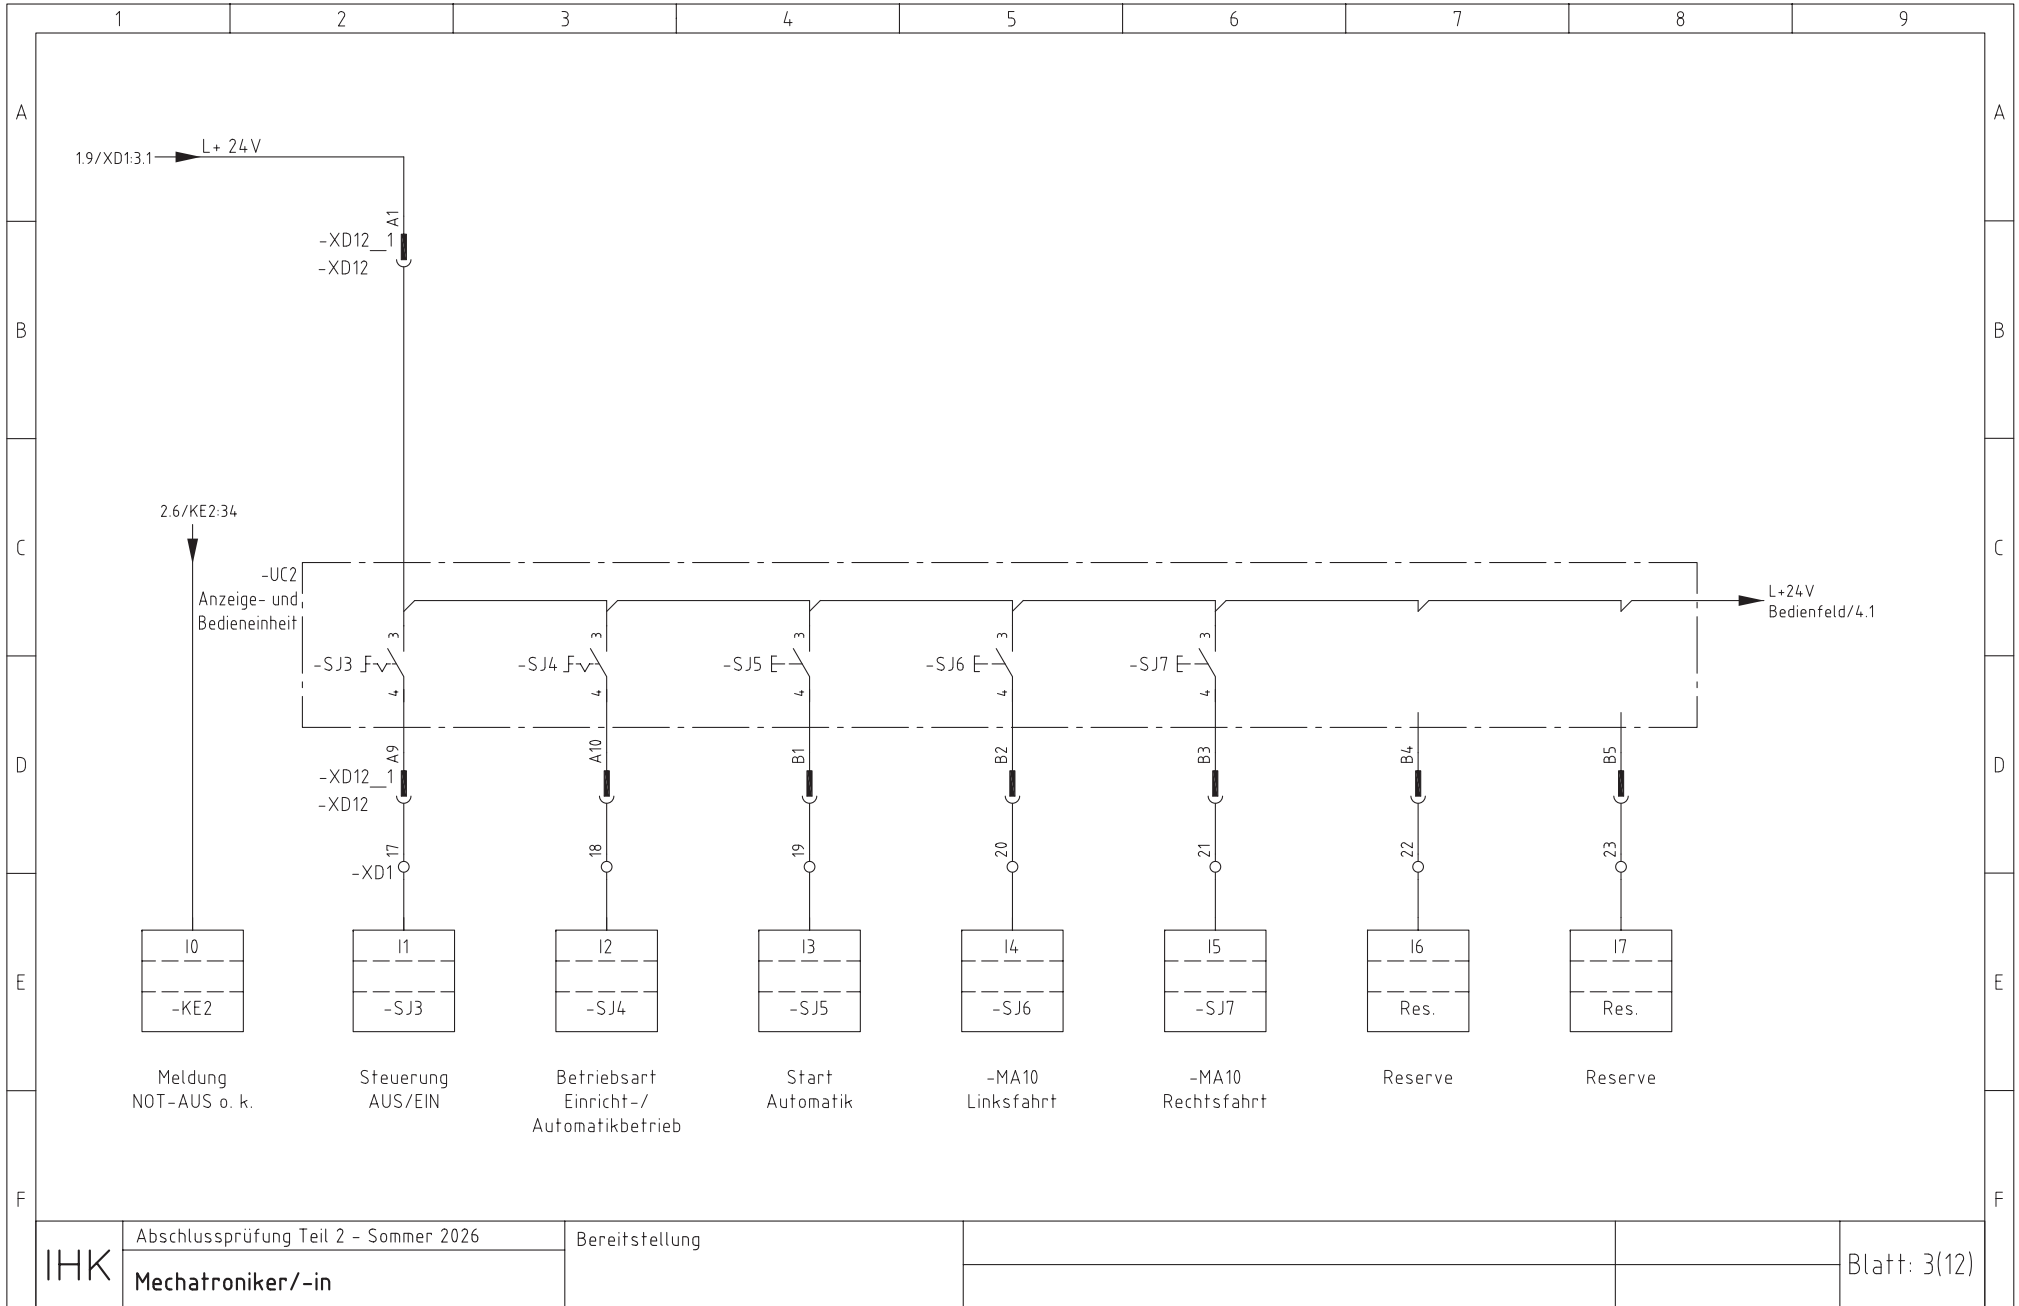 1 2 3 4 5 6 7 8 9
A A
1.9/XD1:3.1 L+ 24V
A1
-XD12__1
-XD12
B B
2.6/KE2:34
C C
-UC2
Anzeige- und
Bedieneinheit
L+24V
Bedienfeld/4.1
3 3 3 3 3
-SJ3 -SJ4 -SJ5 -SJ6 -SJ7
4 4 4 4 4
D D
A9 A10 B1 B2 B3 B4 B5
-XD12__1
-XD12
17 18 19 20 21 22 23
-XD1
I0 I1 I2 I3 I4 I5 I6 I7
E E
-KE2 -SJ3 -SJ4 -SJ5 -SJ6 -SJ7 Res. Res.
Meldung Steuerung Betriebsart Start -MA10 -MA10 Reserve Reserve
NOT-AUS o. k. AUS/EIN Einricht-/ Automatik Linksfahrt Rechtsfahrt
Automatikbetrieb
F F
Abschlussprüfung Teil 2 - Sommer 2026
Bereitstellung
IHK
Mechatroniker/-in
Blatt: 3(12)